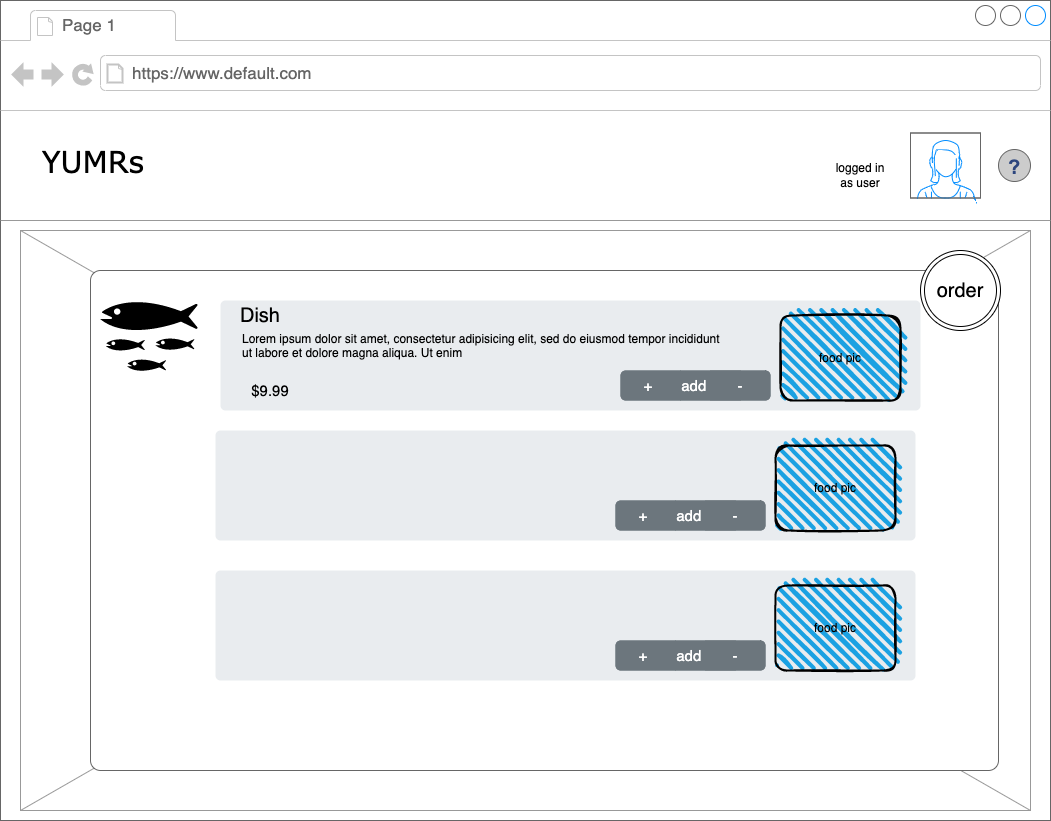 Page 1
https://www.default.com
YUMRs
logged in
as user
?
order
Dish
Lorem ipsum dolor sit amet, consectetur adipisicing elit, sed do eiusmod tempor incididunt
ut labore et dolore magna aliqua. Ut enim
$9.99
+ add -
food pic
+ add -
food pic
+ add -
food pic